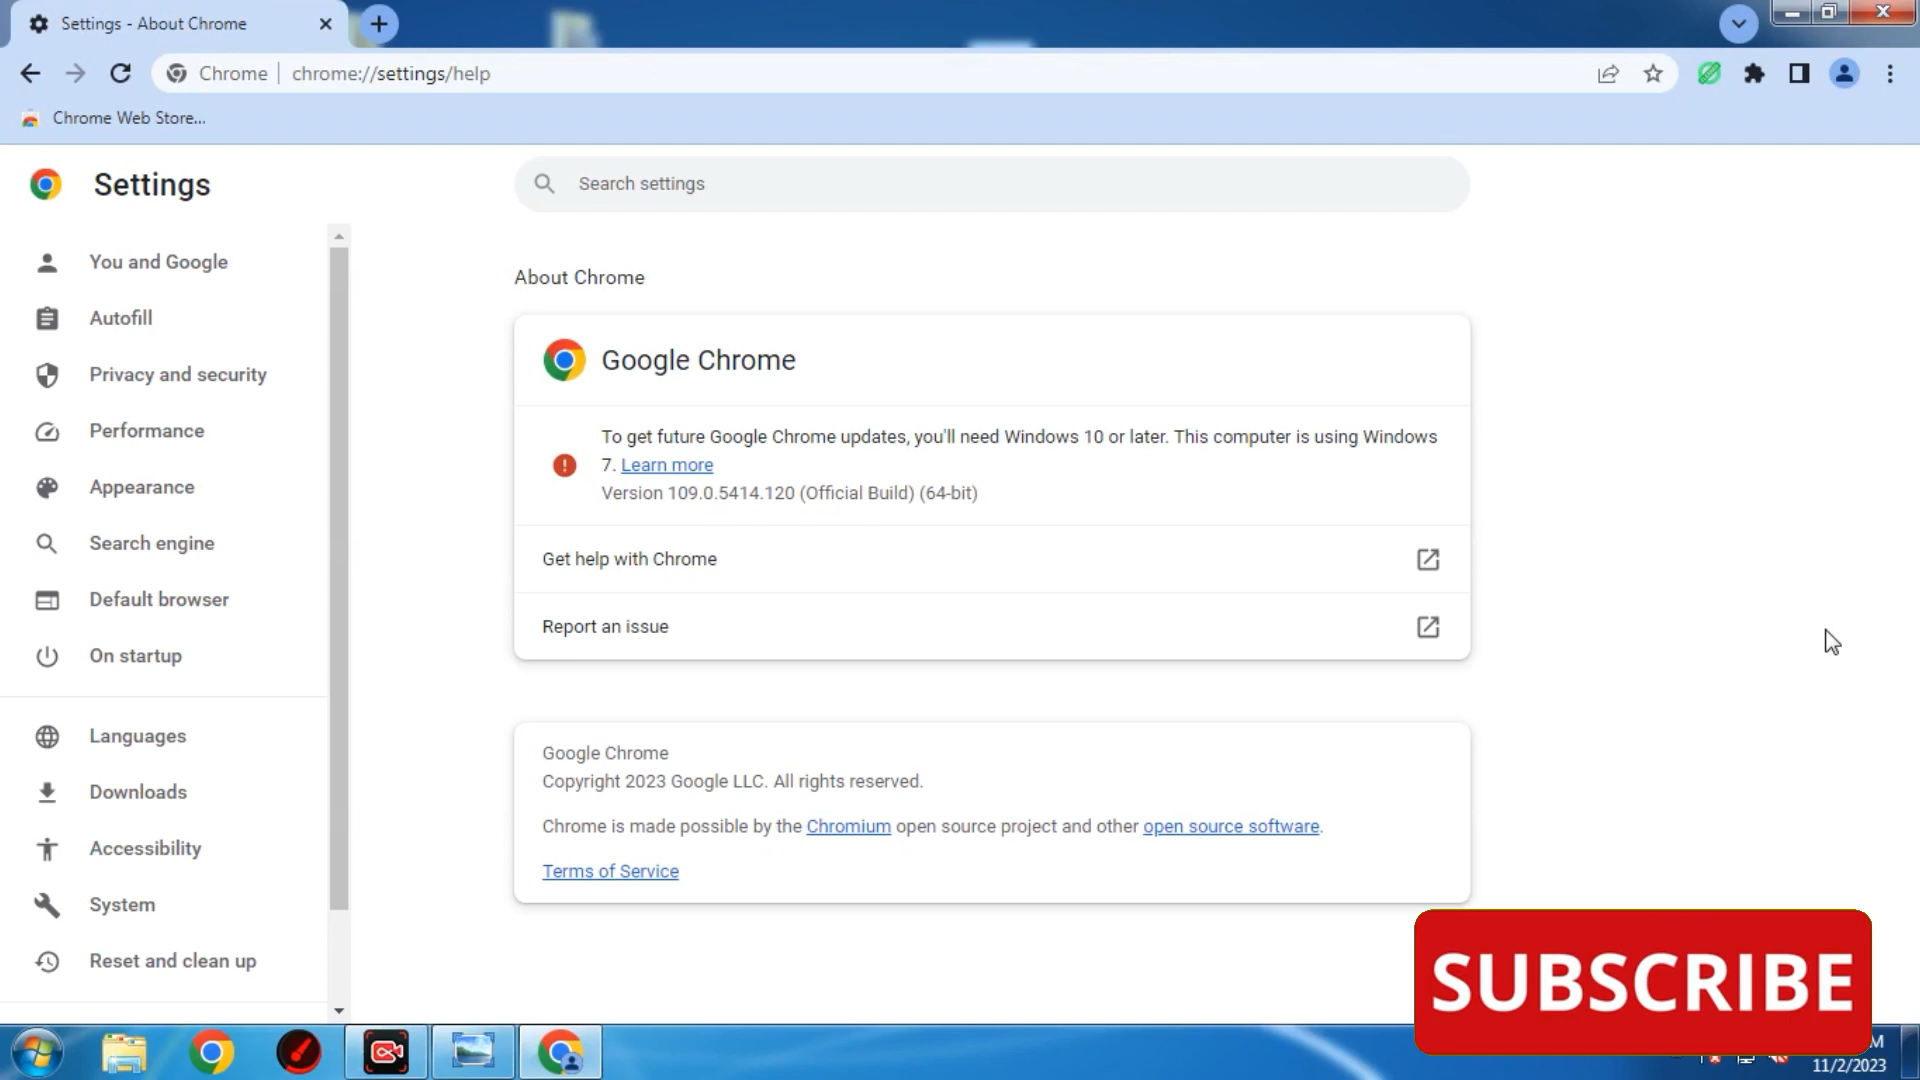 Settings - About Chrome
Chrome chrome://settings/help
Chrome Web Store...
Settings
Search settings
You and Google
Autofill
Privacy and security
Performance
Appearance
Search engine
Default browser
On startup
Languages
Downloads
Accessibility
System
Reset and clean up
About Chrome
Google Chrome
To get future Google Chrome updates, you'll need Windows 10 or later. This computer is using Windows
7. Learn more
Version 109.0.5414.120 (Official Build) (64-bit)
Get help with Chrome
Report an issue
Google Chrome
Copyright 2023 Google LLC. All rights reserved.
Chrome is made possible by the Chromium open source project and other open source software.
Terms of Service
SUBSCRIBE
M
11/2/2023